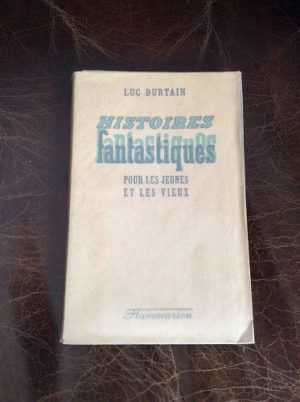 LUC DURTAIN
HISTOIRES
fantastiques
POUR LES JEUNES
ET LES VIEUX
Flammarion